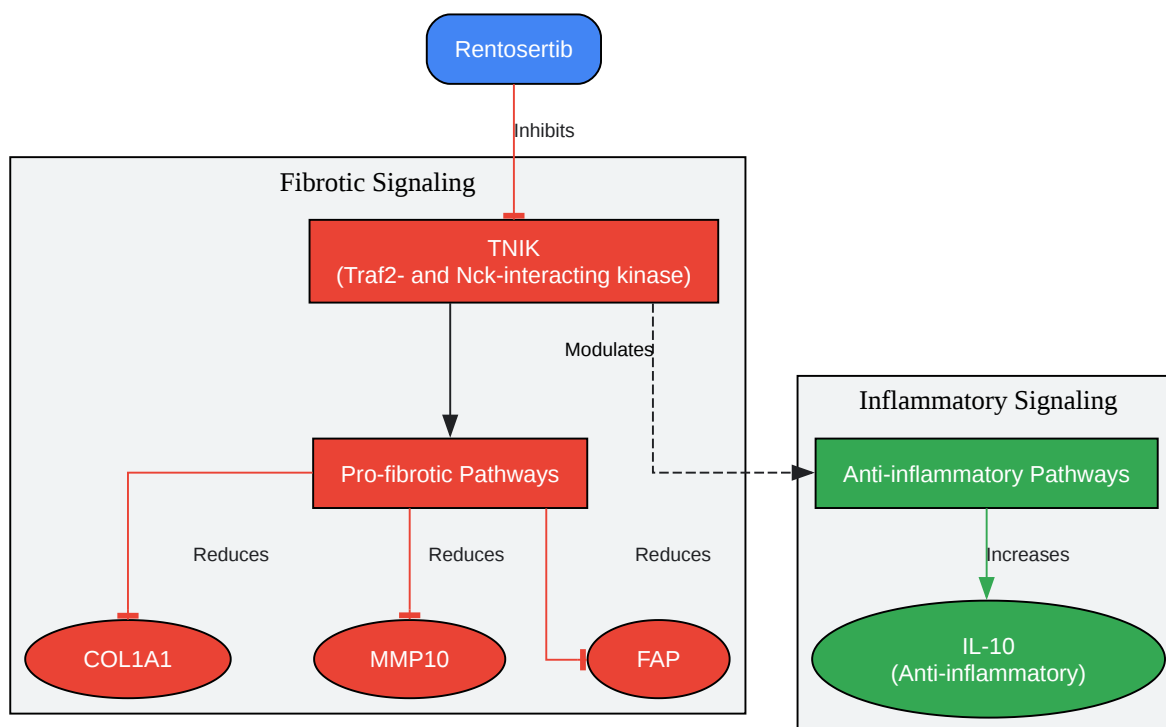 Rentosertib
Inhibits
Fibrotic Signaling
TNIK
(Traf2- and Nck-interacting kinase)
Modulates
Inflammatory Signaling
Pro-fibrotic Pathways
Anti-inflammatory Pathways
Reduces
Reduces
Reduces
Increases
COL1A1
MMP10
FAP
IL-10
(Anti-inflammatory)